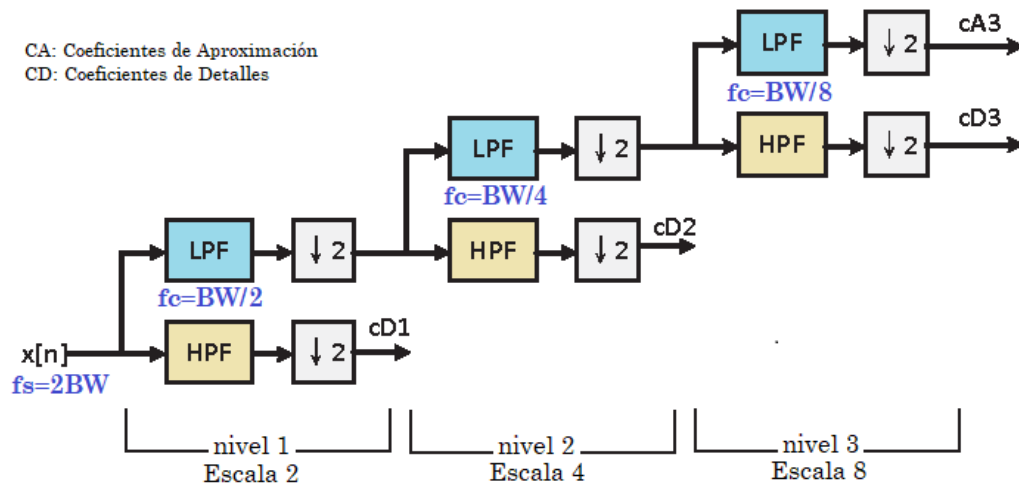 CA: Coeficientes de Aproximación
CD: Coeficientes de Detalles
LPF
↓ 2
cA3
fc=BW/8
HPF
↓ 2
cD3
LPF
↓ 2
fc=BW/4
HPF
↓ 2
cD2
LPF
↓ 2
fc=BW/2
x[n]
fs=2BW
HPF
↓ 2
cD1
nivel 1
Escala 2
nivel 2
Escala 4
nivel 3
Escala 8